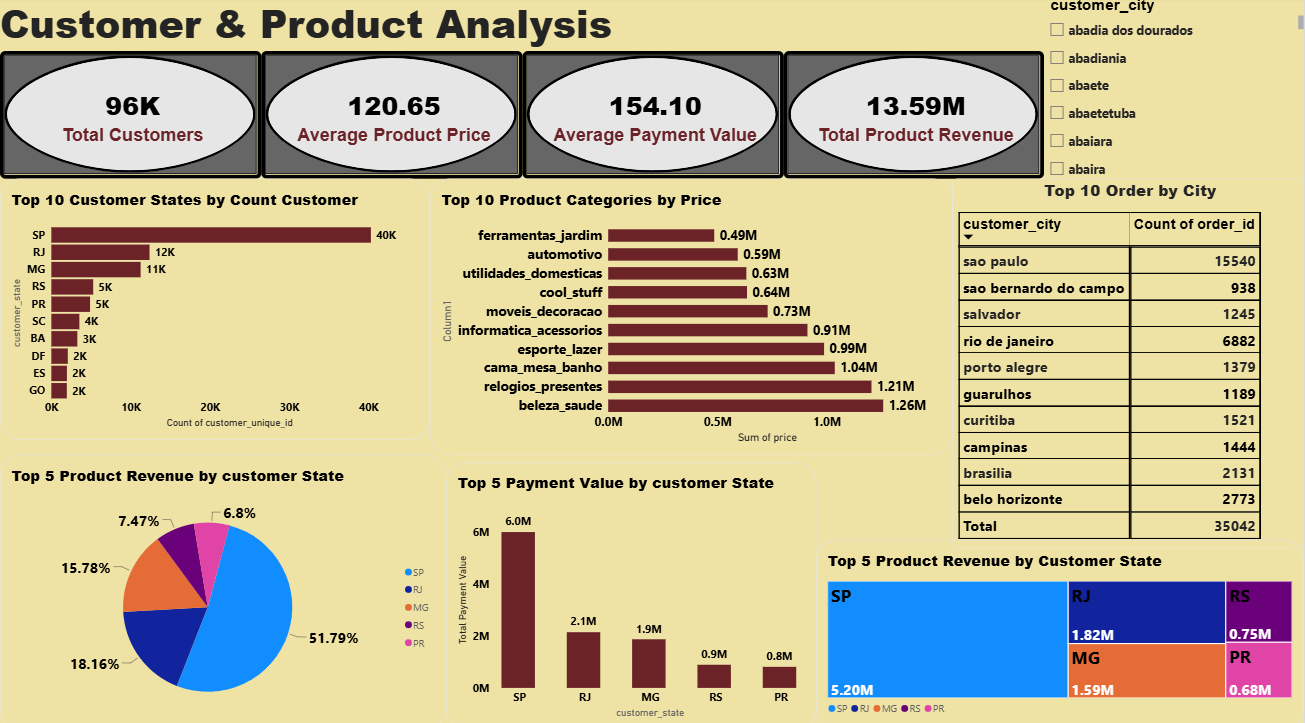 Customer & Product Analysis
customer_city
abadia dos dourados
abadiania
abaete
abaetetuba
abaiara
abaira
96K
Total Customers
120.65
Average Product Price
154.10
Average Payment Value
13.59M
Total Product Revenue
Top 10 Customer States by Count Customer
customer_state
SP 40K
RJ 12K
MG 11K
RS 5K
PR 5K
SC 4K
BA 3K
DF 2K
ES 2K
GO 2K
0K 10K 20K 30K 40K
Count of customer_unique_id
Top 10 Product Categories by Price
Column1
ferramentas_jardim 0.49M
automotivo 0.59M
utilidades_domesticas 0.63M
cool_stuff 0.64M
moveis_decoracao 0.73M
informatica_acessorios 0.91M
esporte_lazer 0.99M
cama_mesa_banho 1.04M
relogios_presentes 1.21M
beleza_saude 1.26M
0.0M 0.5M 1.0M
Sum of price
Top 10 Order by City
customer_city Count of order_id
sao paulo 15540
sao bernardo do campo 938
salvador 1245
rio de janeiro 6882
porto alegre 1379
guarulhos 1189
curitiba 1521
campinas 1444
brasilia 2131
belo horizonte 2773
Total 35042
Top 5 Product Revenue by customer State
6.8%
7.47%
15.78%
18.16%
51.79%
SP
RJ
MG
RS
PR
Top 5 Payment Value by customer State
Total Payment Value
6M
4M
2M
0M
6.0M
2.1M
1.9M
0.9M
0.8M
SP RJ MG RS PR
customer_state
Top 5 Product Revenue by Customer State
SP
5.20M
RJ
1.82M
MG
1.59M
RS
0.75M
PR
0.68M
SP RJ MG RS PR